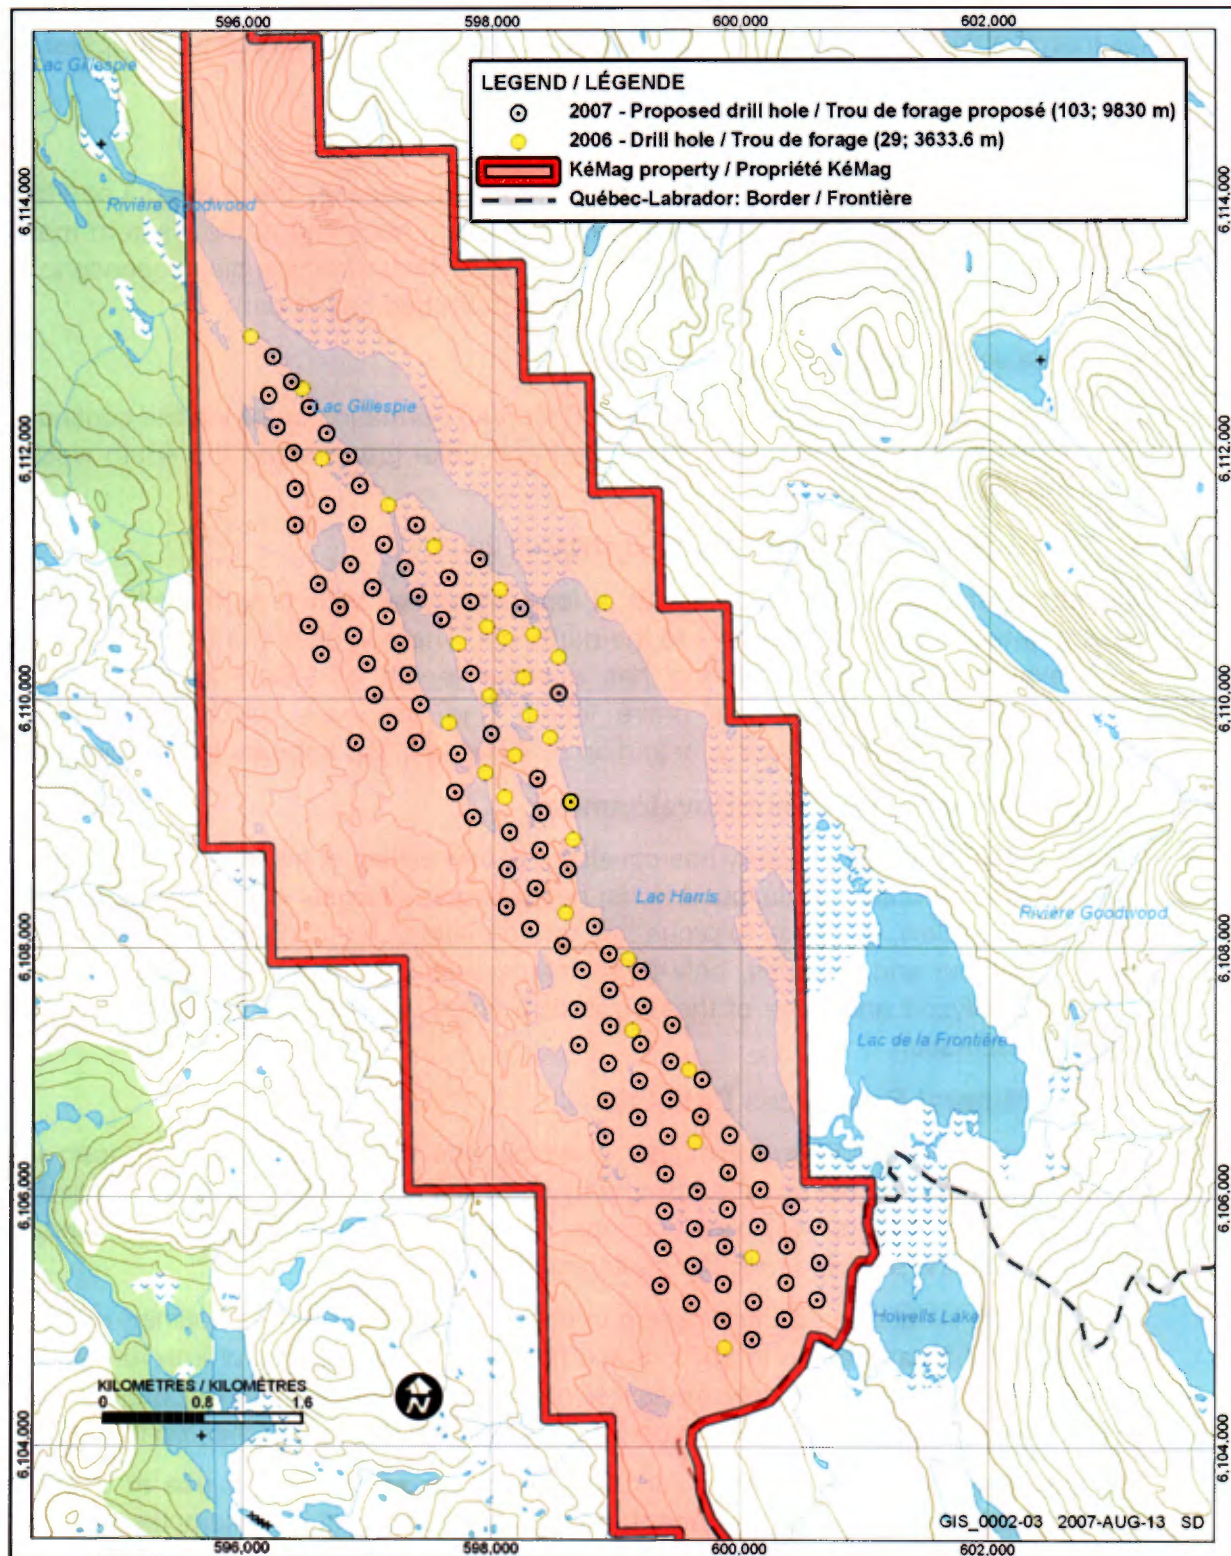 596,000 598,000 600,000 602,000
Lac Gillespie
LEGEND / LÉGENDE
2007 - Proposed drill hole / Trou de forage proposé (103; 9830 m)
2006 - Drill hole / Trou de forage (29; 3633.6 m)
KéMag property / Propriété KéMag
Québec-Labrador: Border / Frontière
6,114,000 6,114,000
Rivière Goodwood
Lac Gillespie
6,112,000 6,112,000
6,110,000 6,110,000
Lac Harris
Rivière Goodwood
6,108,000 6,108,000
Lac de la Frontière
6,106,000 6,106,000
Howells Lake
KILOMETRES / KILOMÈTRES
0 0.8 1.6
N
6,104,000 6,104,000
GIS_0002-03 2007-AUG-13 SD
596,000 598,000 600,000 602,000